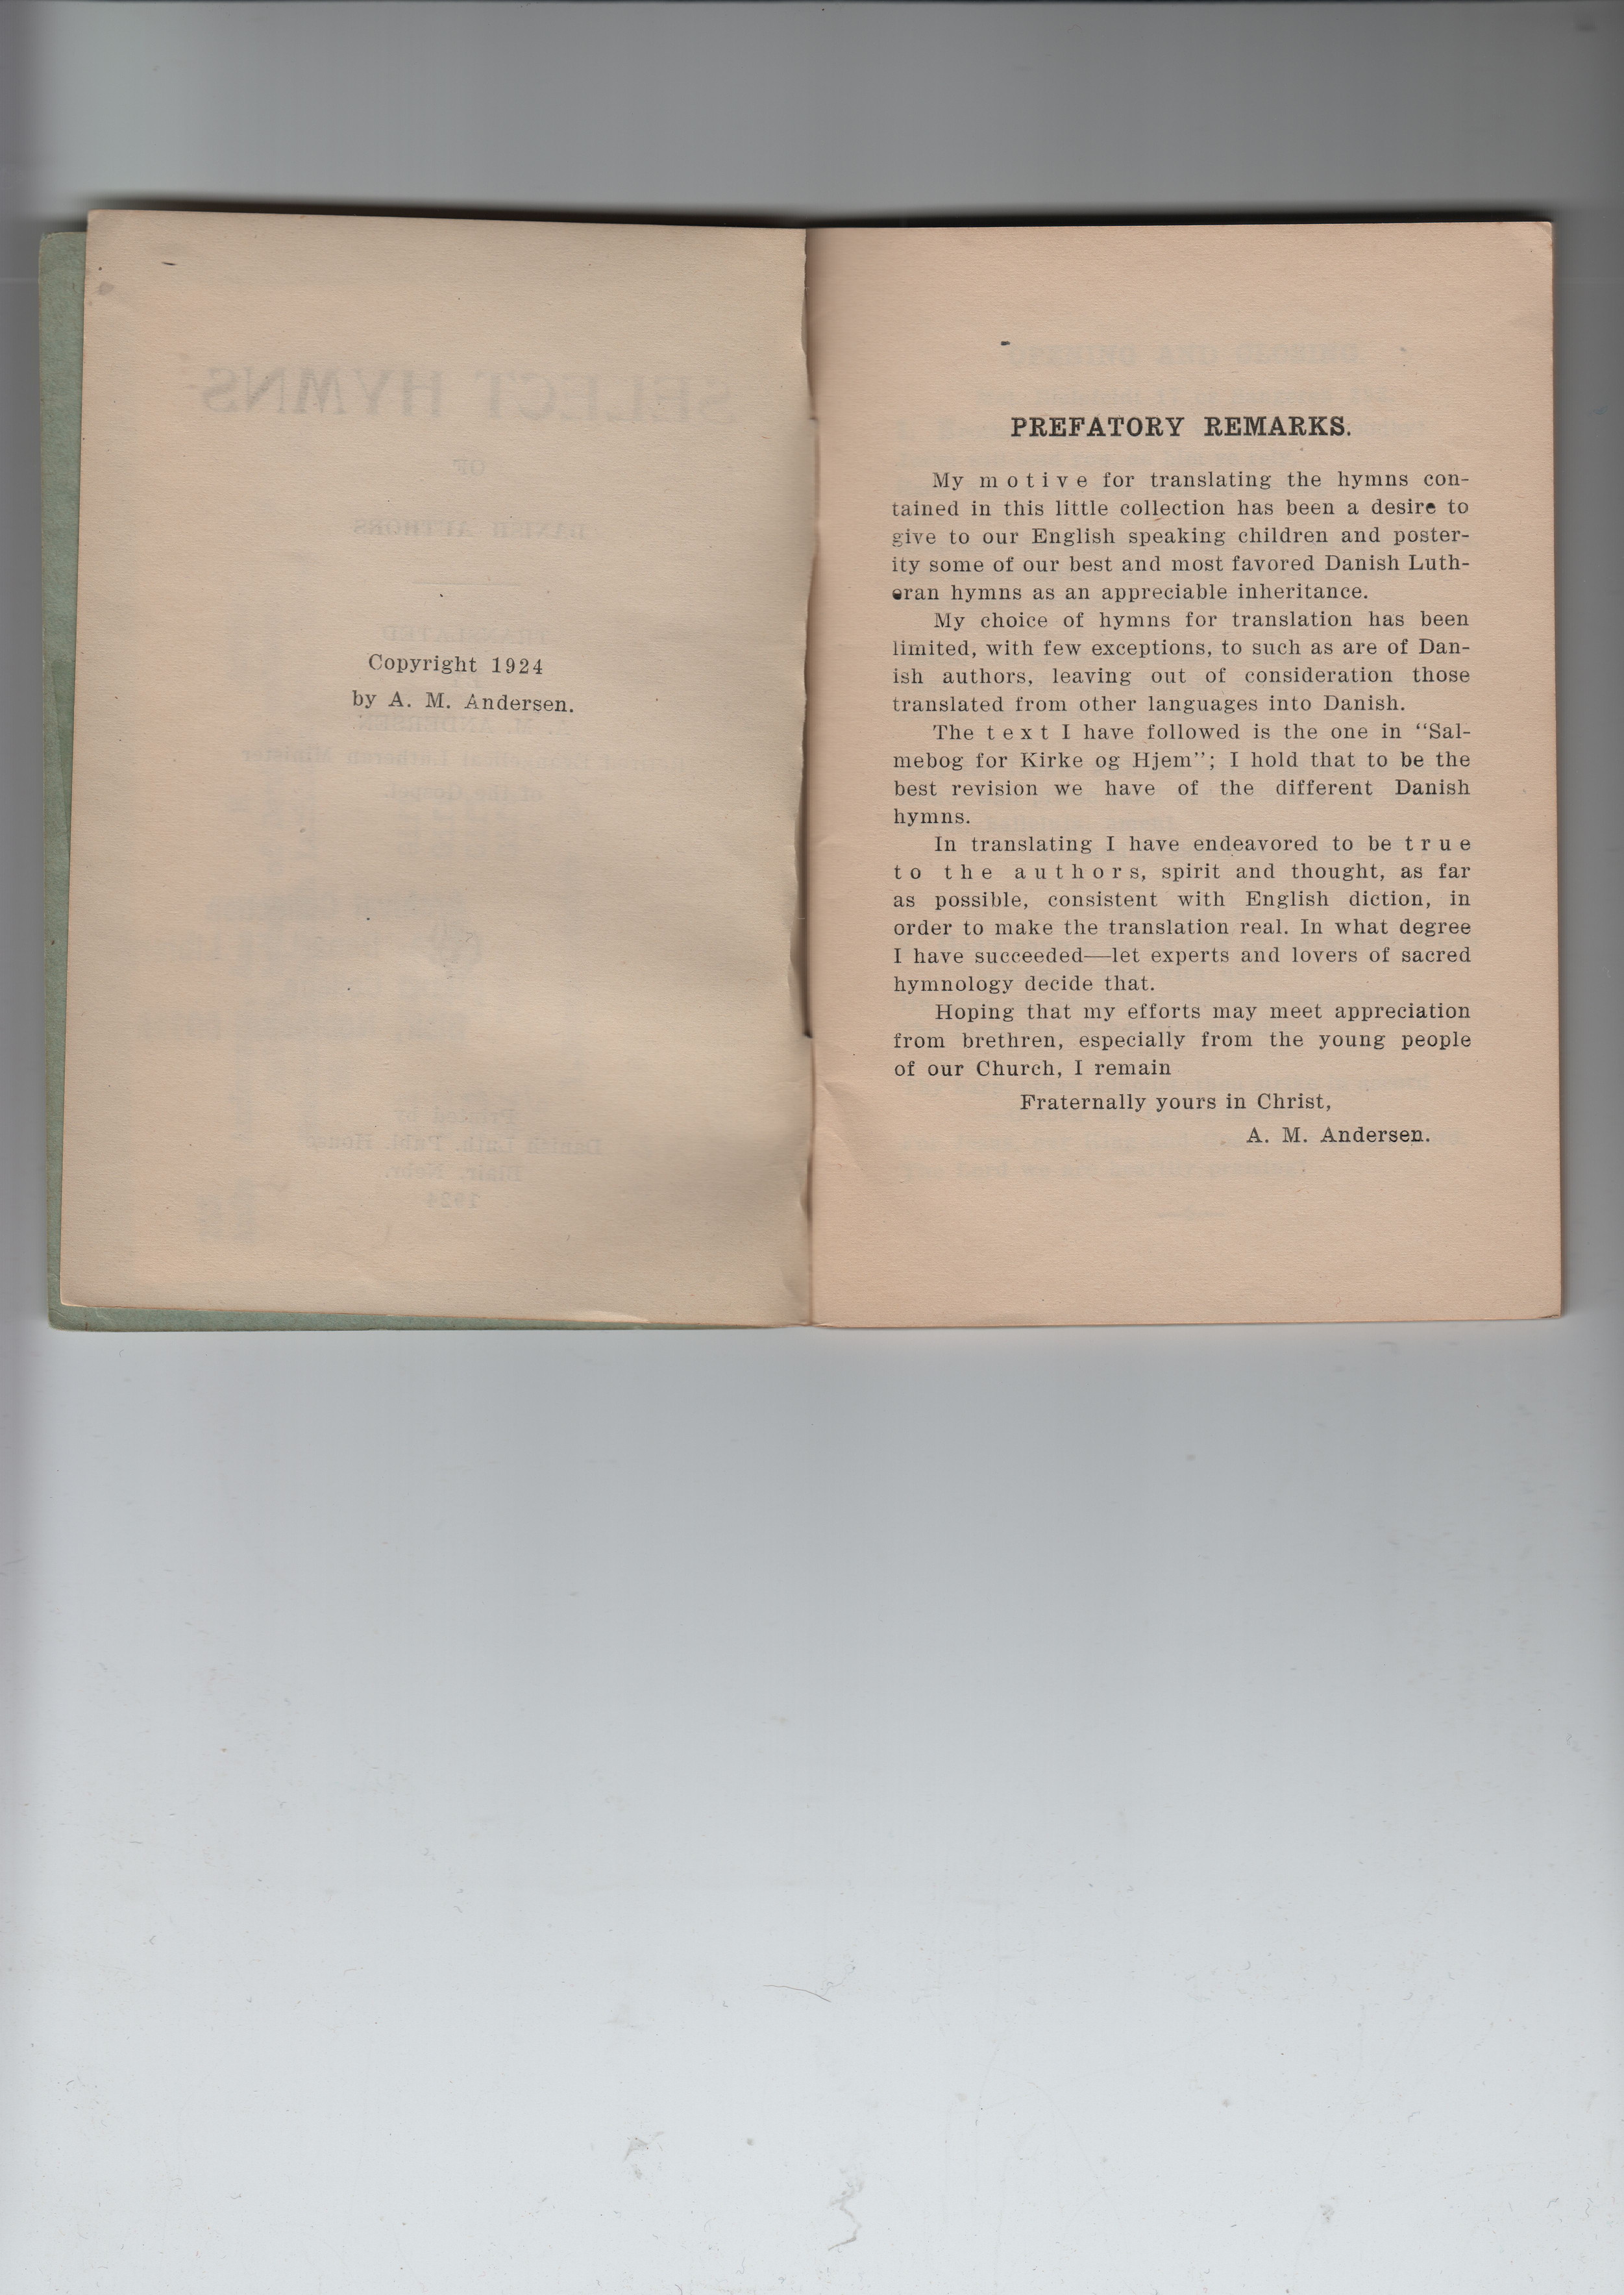 Copyright 1924
by A. M. Andersen.
PREFATORY REMARKS.
My m o t i v e for translating the hymns con-
tained in this little collection has been a desire to
give to our English speaking children and poster-
ity some of our best and most favored Danish Luth-
eran hymns as an appreciable inheritance.
My choice of hymns for translation has been
limited, with few exceptions, to such as are of Dan-
ish authors, leaving out of consideration those
translated from other languages into Danish.
The t e x t I have followed is the one in “Sal-
mebog for Kirke og Hjem”; I hold that to be the
best revision we have of the different Danish
hymns.
In translating I have endeavored to be t r u e
t o t h e a u t h o r s, spirit and thought, as far
as possible, consistent with English diction, in
order to make the translation real. In what degree
I have succeeded—let experts and lovers of sacred
hymnology decide that.
Hoping that my efforts may meet appreciation
from brethren, especially from the young people
of our Church, I remain
Fraternally yours in Christ,
A. M. Andersen.